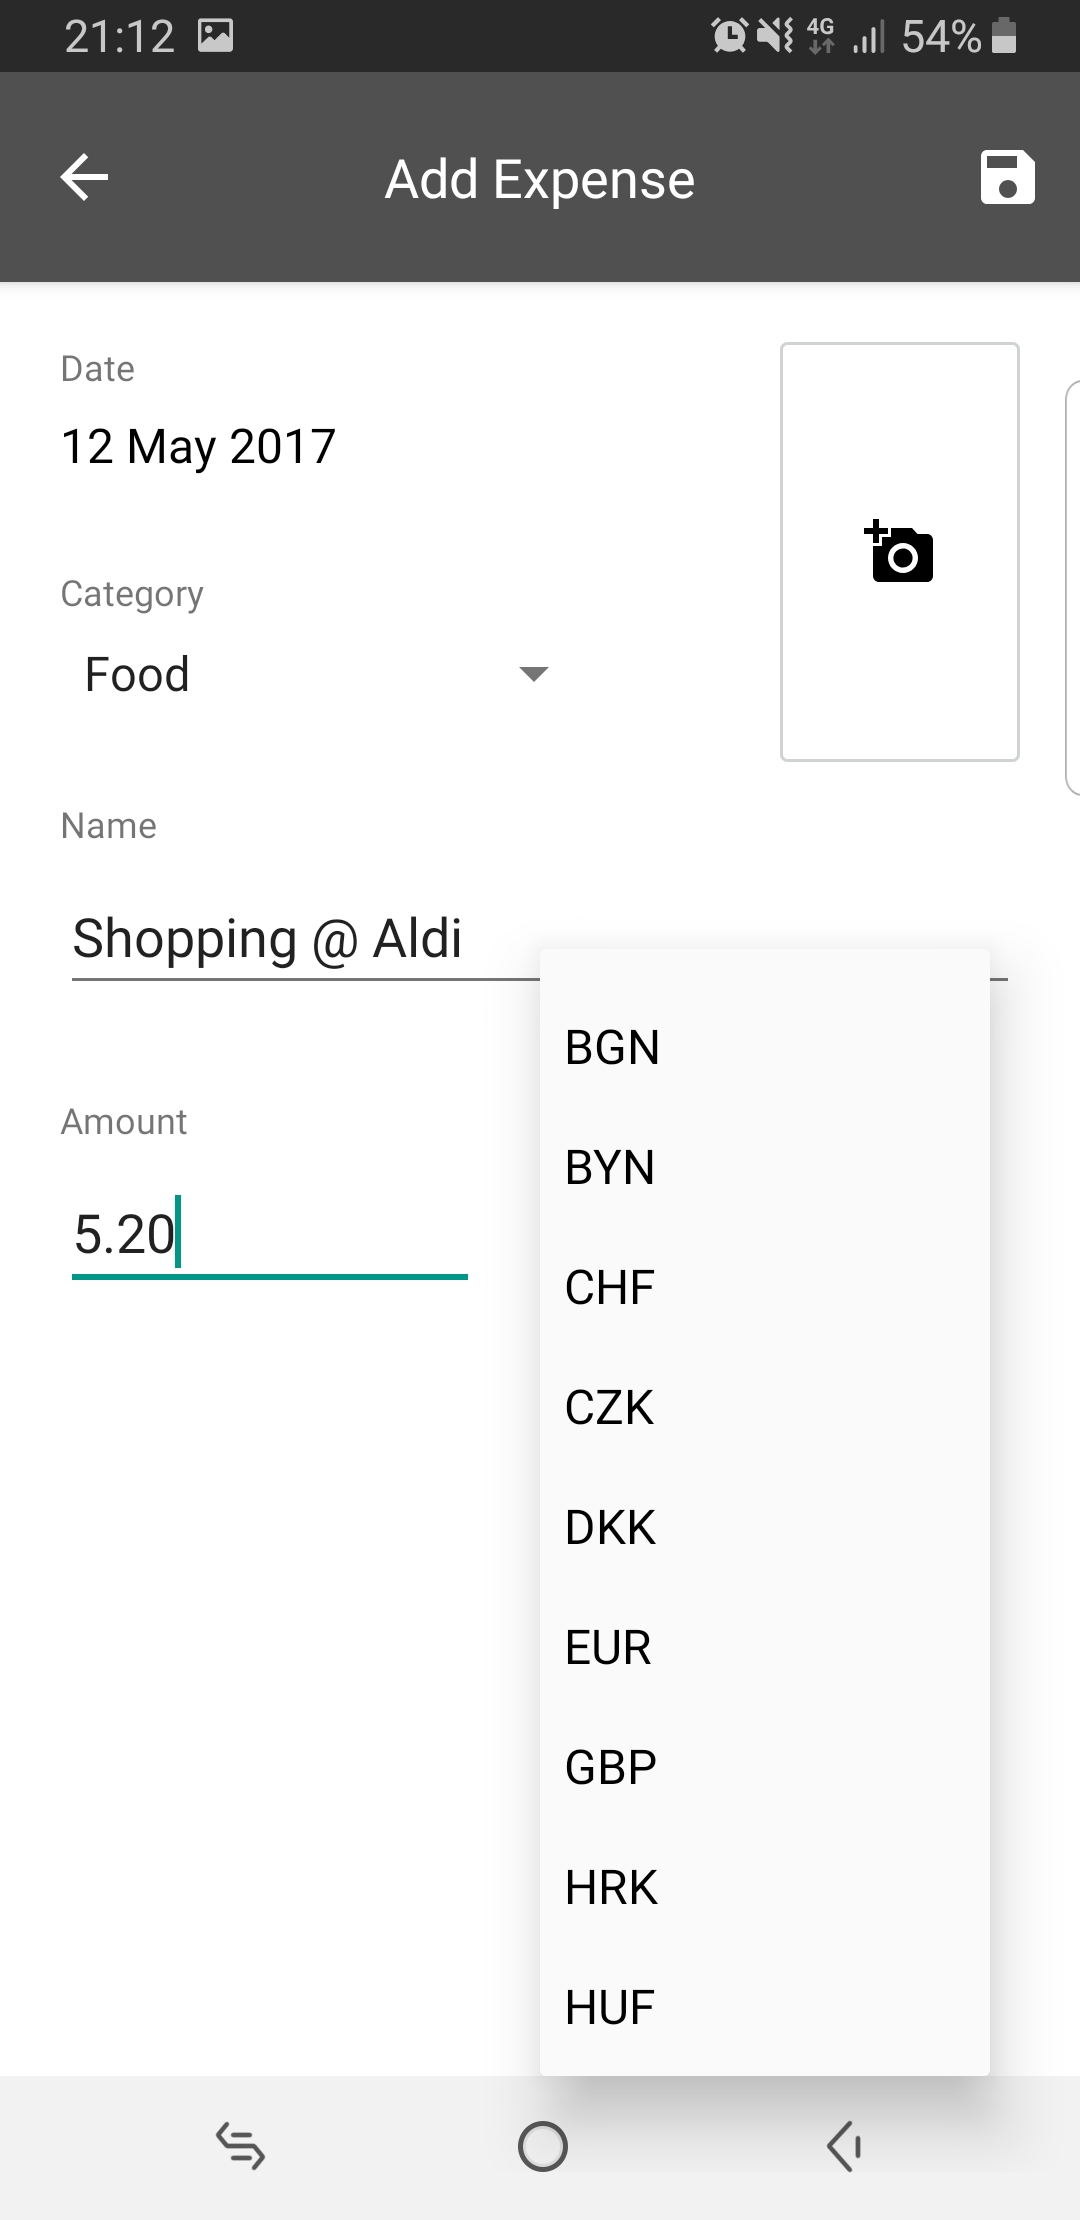 21:12
4G 54%
Add Expense
Date
12 May 2017
Category
Food
Name
Shopping @ Aldi
Amount
5.20
BGN
BYN
CHF
CZK
DKK
EUR
GBP
HRK
HUF